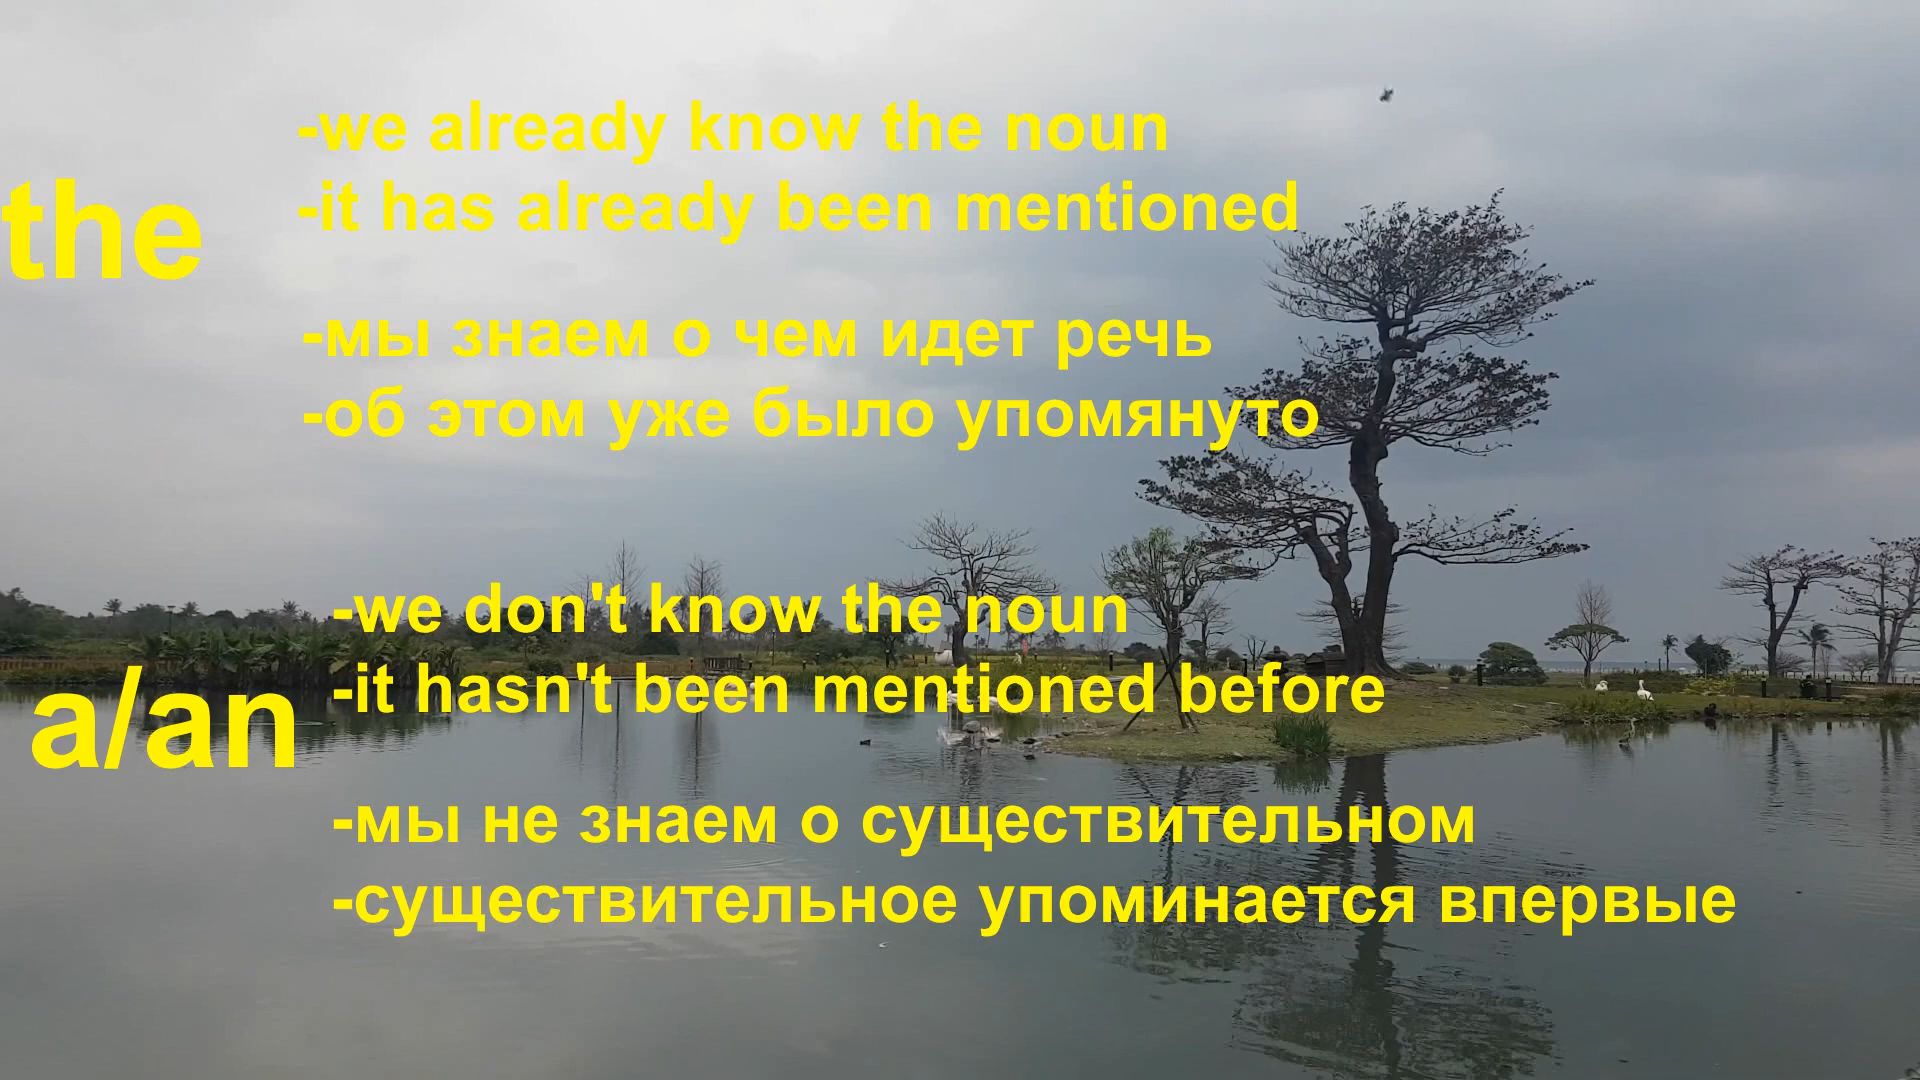 the
-we already know the noun
-it has already been mentioned
-мы знаем о чем идет речь
-об этом уже было упомянуто
a/an
-we don't know the noun
-it hasn't been mentioned before
-мы не знаем о существительном
-существительное упоминается впервые